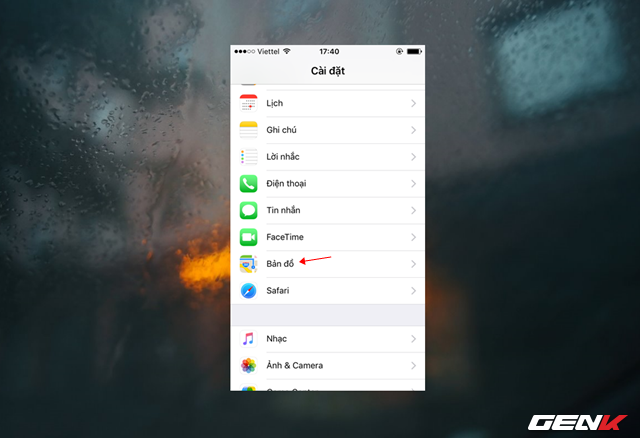 Viettel 17:40
Cài đặt
Lịch
Ghi chú
Lời nhắc
Điện thoại
Tin nhắn
FaceTime
Bản đồ
Safari
Nhạc
Ảnh & Camera
GENK